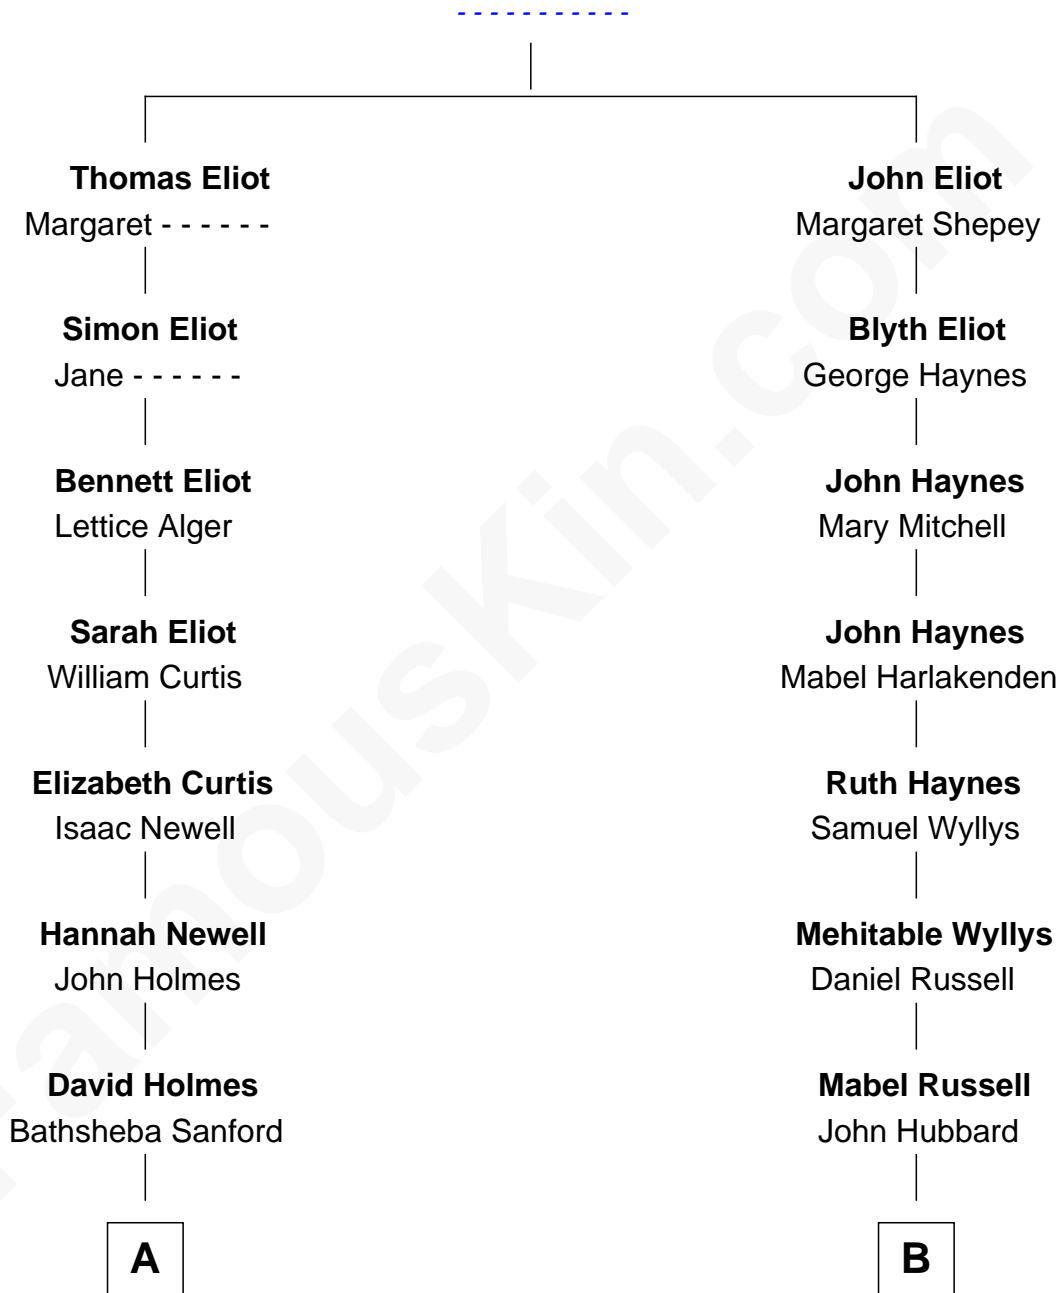 - - - - - - - - - - -
Thomas Eliot
Margaret - - - - - -
Simon Eliot
Jane - - - - - -
Bennett Eliot
Lettice Alger
Sarah Eliot
William Curtis
Elizabeth Curtis
Isaac Newell
Hannah Newell
John Holmes
David Holmes
Bathsheba Sanford
A
John Eliot
Margaret Shepey
Blyth Eliot
George Haynes
John Haynes
Mary Mitchell
John Haynes
Mabel Harlakenden
Ruth Haynes
Samuel Wyllys
Mehitable Wyllys
Daniel Russell
Mabel Russell
John Hubbard
B
FamousKin.com